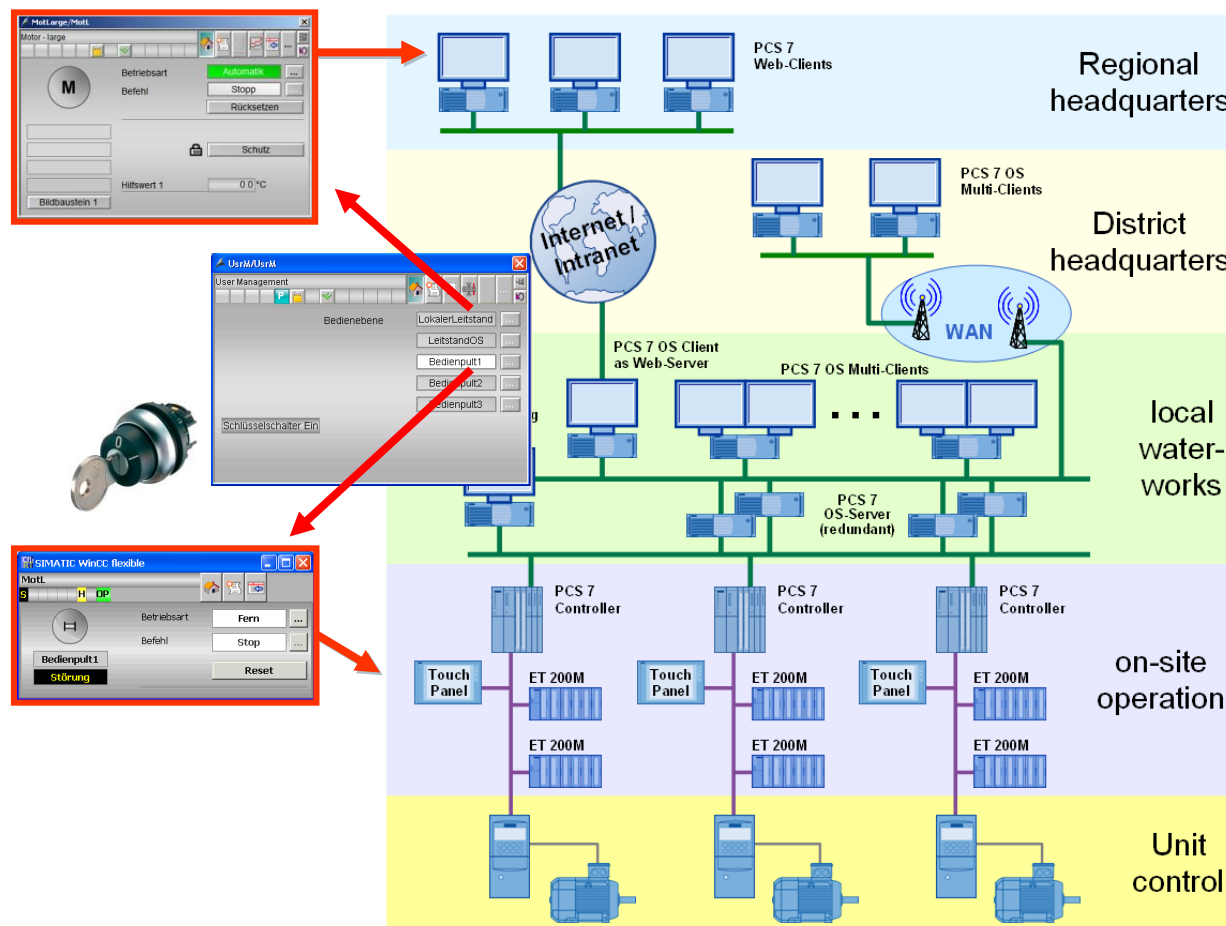 MotLarge/MotL
Motor - large
M
Betriebsart
Automatik
...
Befehl
Stopp
...
Rücksetzen
Schutz
Hilfswert 1
0.0 °C
Bildbaustein 1
PCS 7
Web-Clients
Regional
headquarters
PCS 7 OS
Multi-Clients
District
headquarters
Internet /
Intranet
WAN
UsrM/UsrM
User Management
P
Bedienebene
LokalerLeitstand
...
LeitstandOS
...
Bedienpult1
...
Bedienpult2
...
Bedienpult3
...
Schlüsselschalter Ein
0
PCS 7 OS Client
as Web-Server
PCS 7 OS Multi-Clients
...
g
local
water-
works
PCS 7
OS-Server
(redundant)
SIMATIC WinCC flexible
MotL
S
H
OP
Betriebsart
Fern
...
Befehl
Stop
...
Reset
Bedienpult1
Störung
PCS 7
Controller
PCS 7
Controller
PCS 7
Controller
Touch
Panel
ET 200M
ET 200M
Touch
Panel
ET 200M
ET 200M
Touch
Panel
ET 200M
ET 200M
on-site
operation
Unit
control